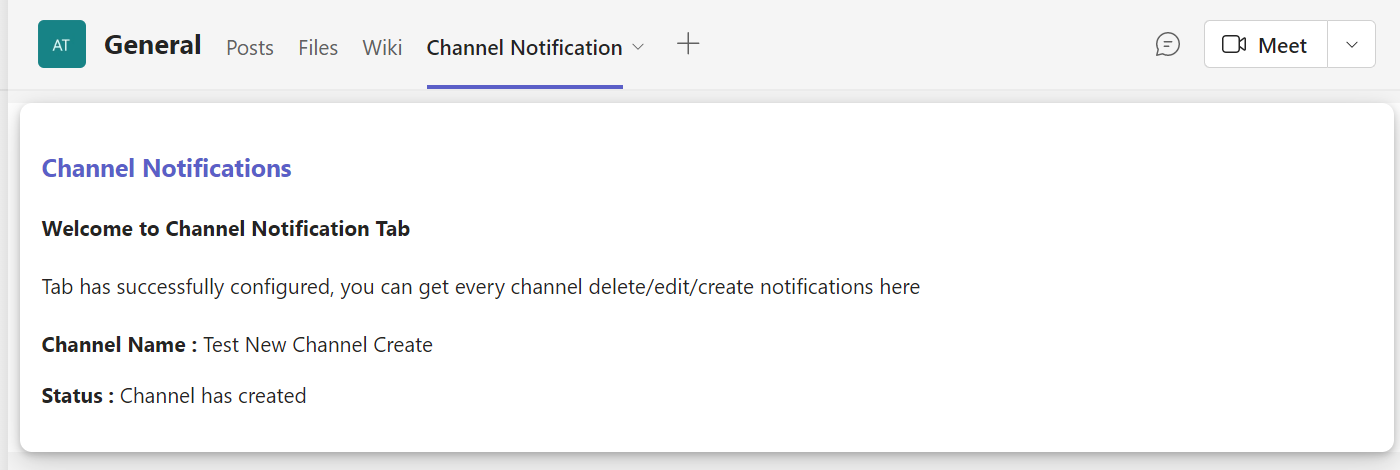 AT General Posts Files Wiki Channel Notification Meet
Channel Notifications
Welcome to Channel Notification Tab
Tab has successfully configured, you can get every channel delete/edit/create notifications here
Channel Name : Test New Channel Create
Status : Channel has created